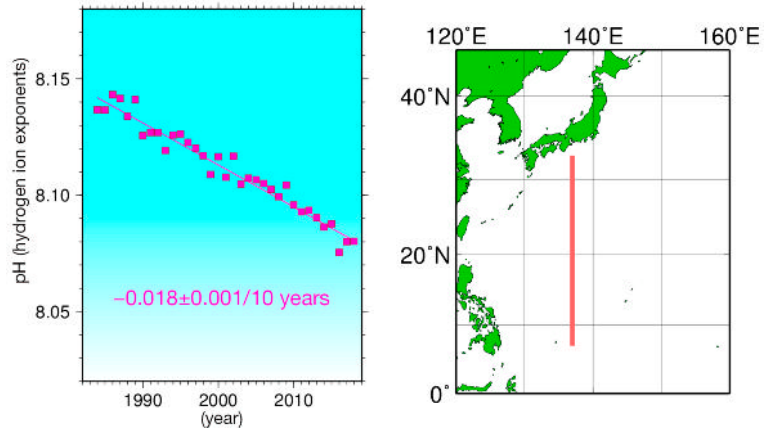 8.15
8.10
8.05
pH (hydrogen ion exponents)
−0.018±0.001/10 years
1990
2000
2010
(year)
120˚E
140˚E
160˚E
40˚N
20˚N
0˚